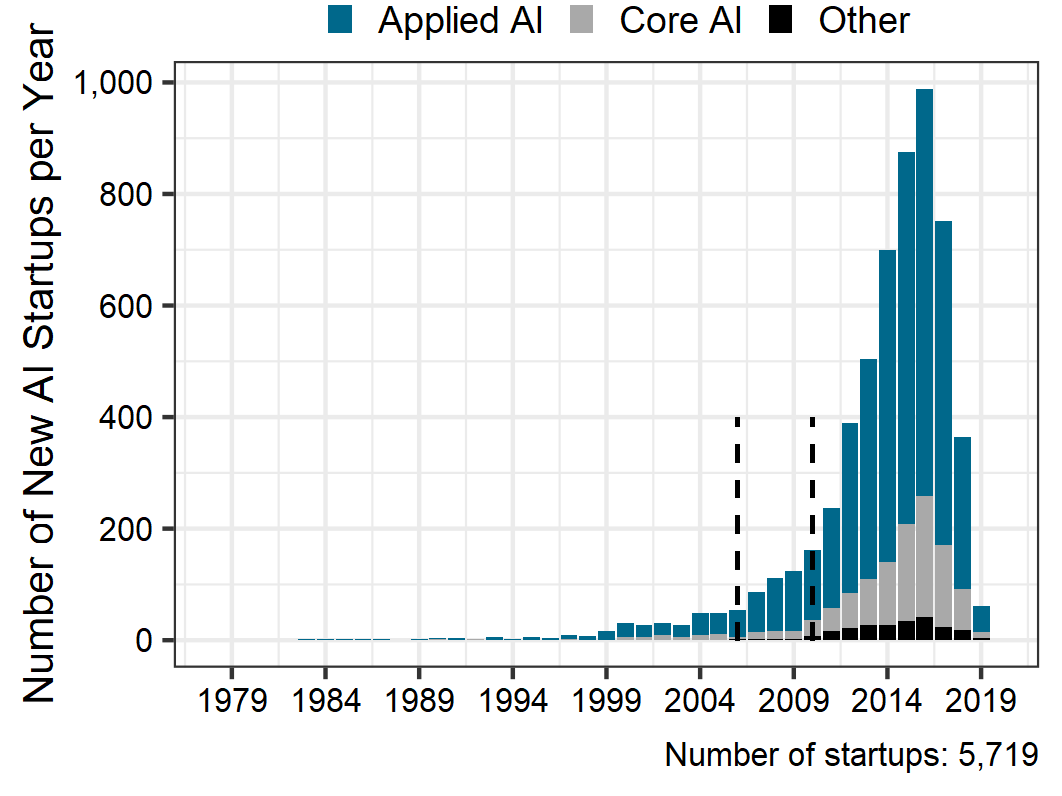 Applied AI Core AI Other
Number of New AI Startups per Year
1,000
800
600
400
200
0
1979 1984 1989 1994 1999 2004 2009 2014 2019
Number of startups: 5,719